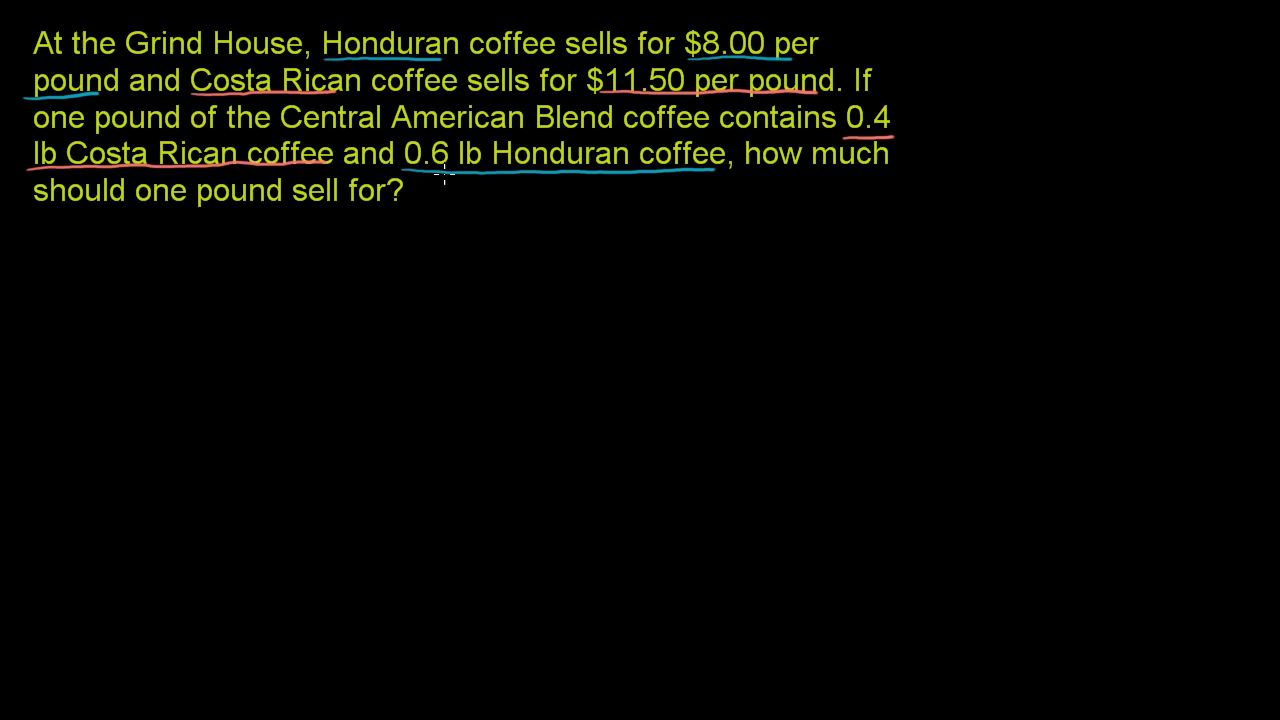 At the Grind House, Honduran coffee sells for $8.00 per
pound and Costa Rican coffee sells for $11.50 per pound. If
one pound of the Central American Blend coffee contains 0.4
lb Costa Rican coffee and 0.6 lb Honduran coffee, how much
should one pound sell for?